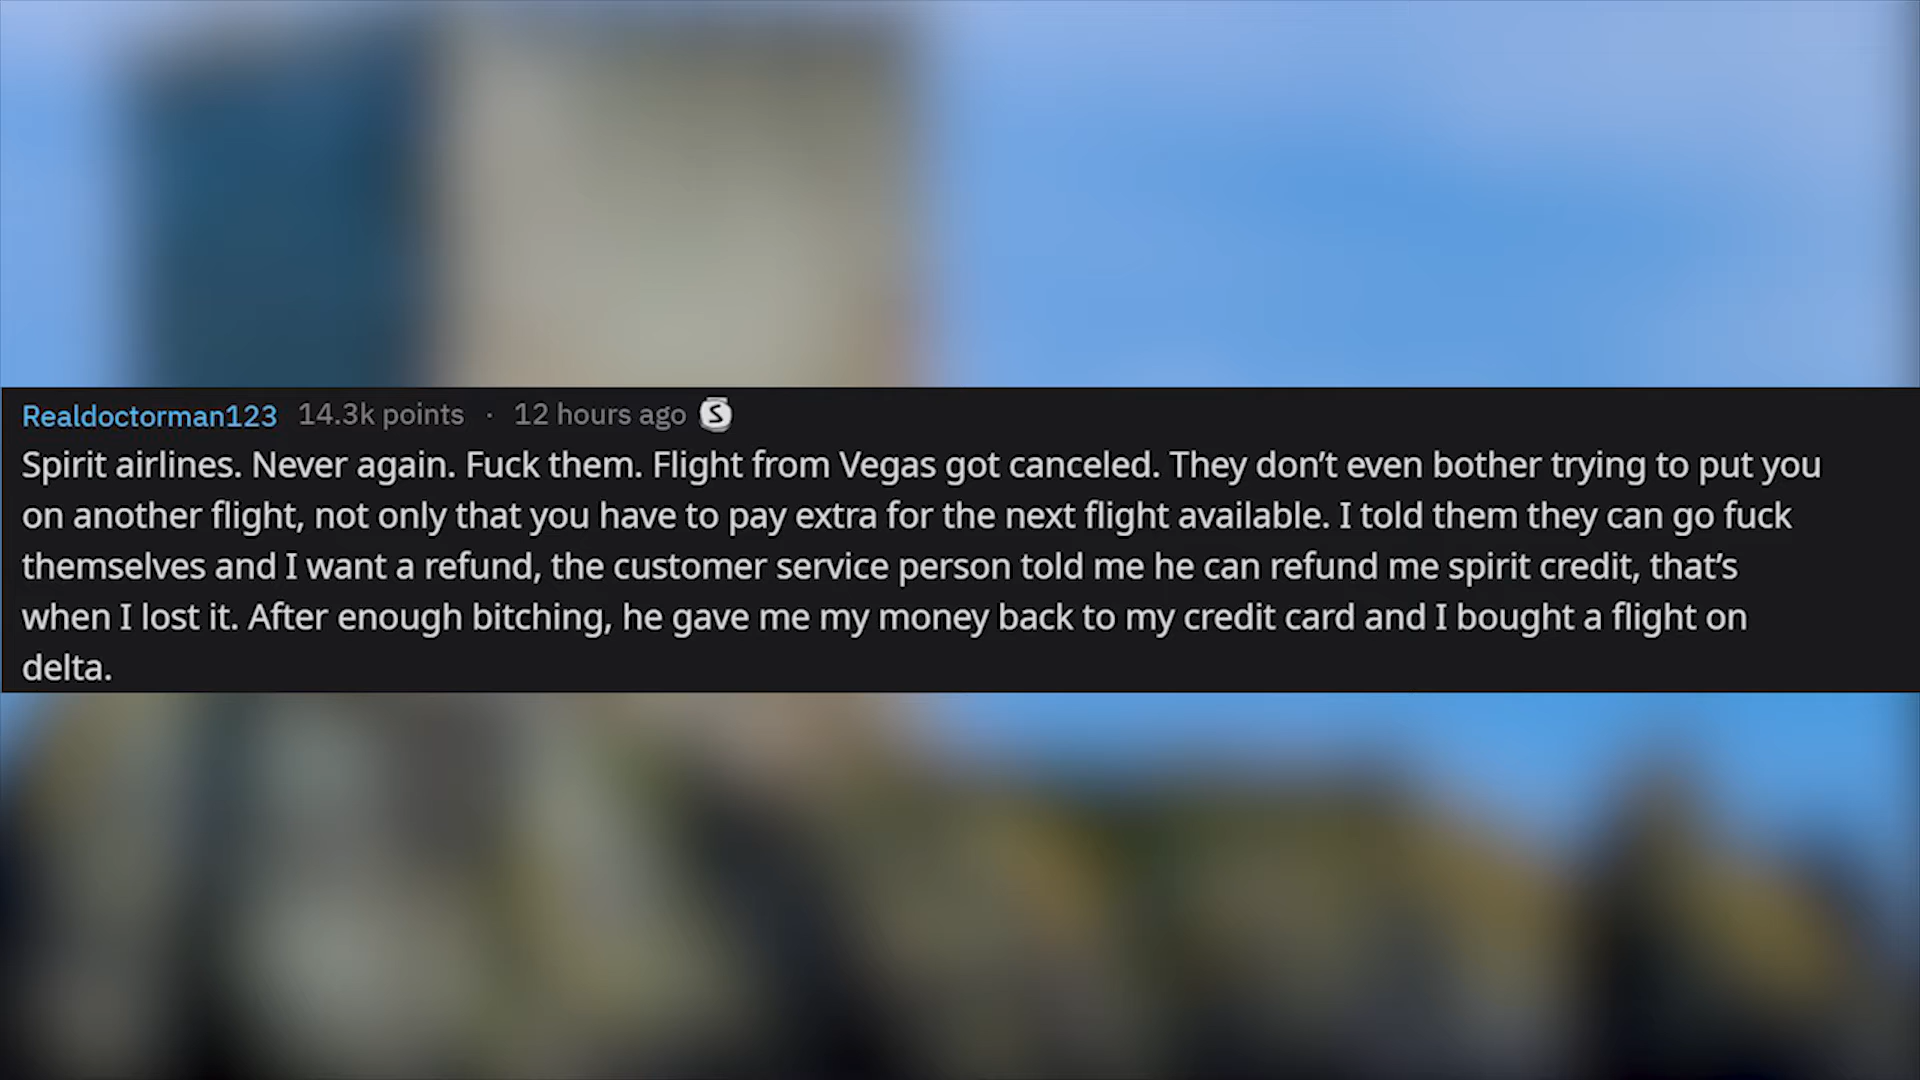 Realdoctorman123 14.3k points · 12 hours ago S
Spirit airlines. Never again. Fuck them. Flight from Vegas got canceled. They don’t even bother trying to put you
on another flight, not only that you have to pay extra for the next flight available. I told them they can go fuck
themselves and I want a refund, the customer service person told me he can refund me spirit credit, that’s
when I lost it. After enough bitching, he gave me my money back to my credit card and I bought a flight on
delta.